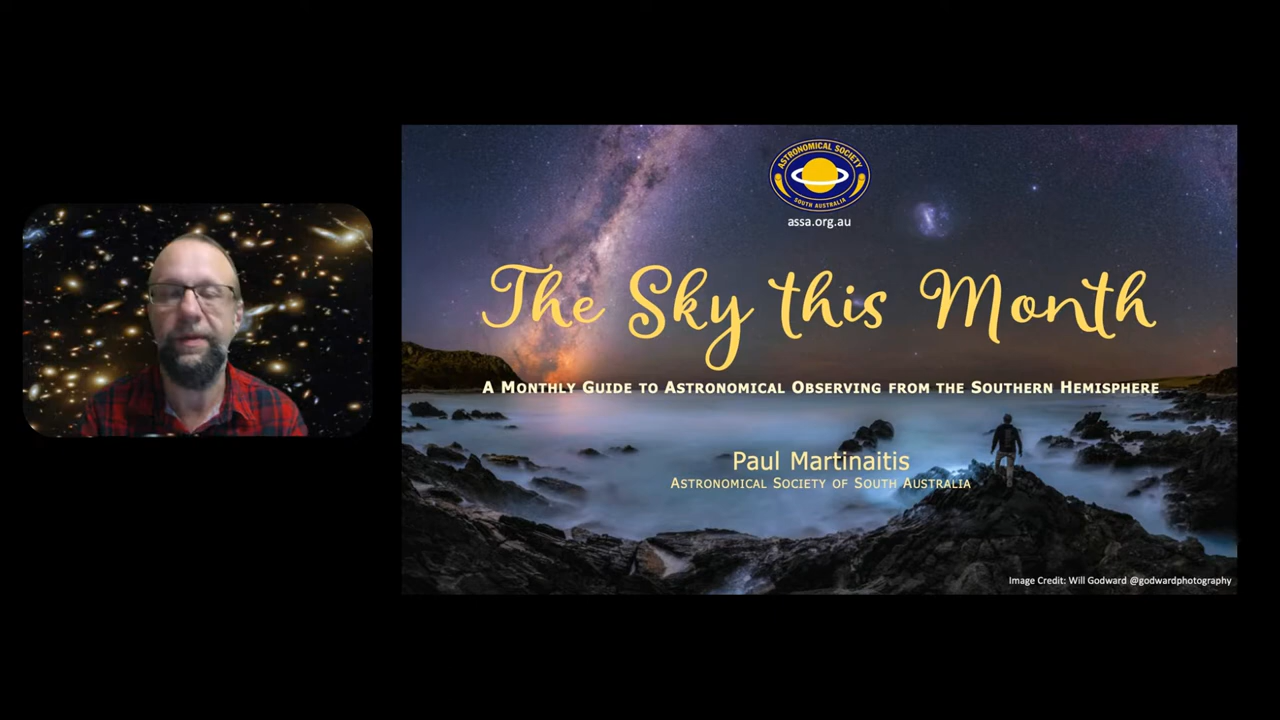 ASTRONOMICAL SOCIETY
SOUTH AUSTRALIA
assa.org.au
The Sky this Month
A Monthly Guide to Astronomical Observing from the Southern Hemisphere
Paul Martinaitis
Astronomical Society of South Australia
Image Credit: Will Godward @godwardphotography